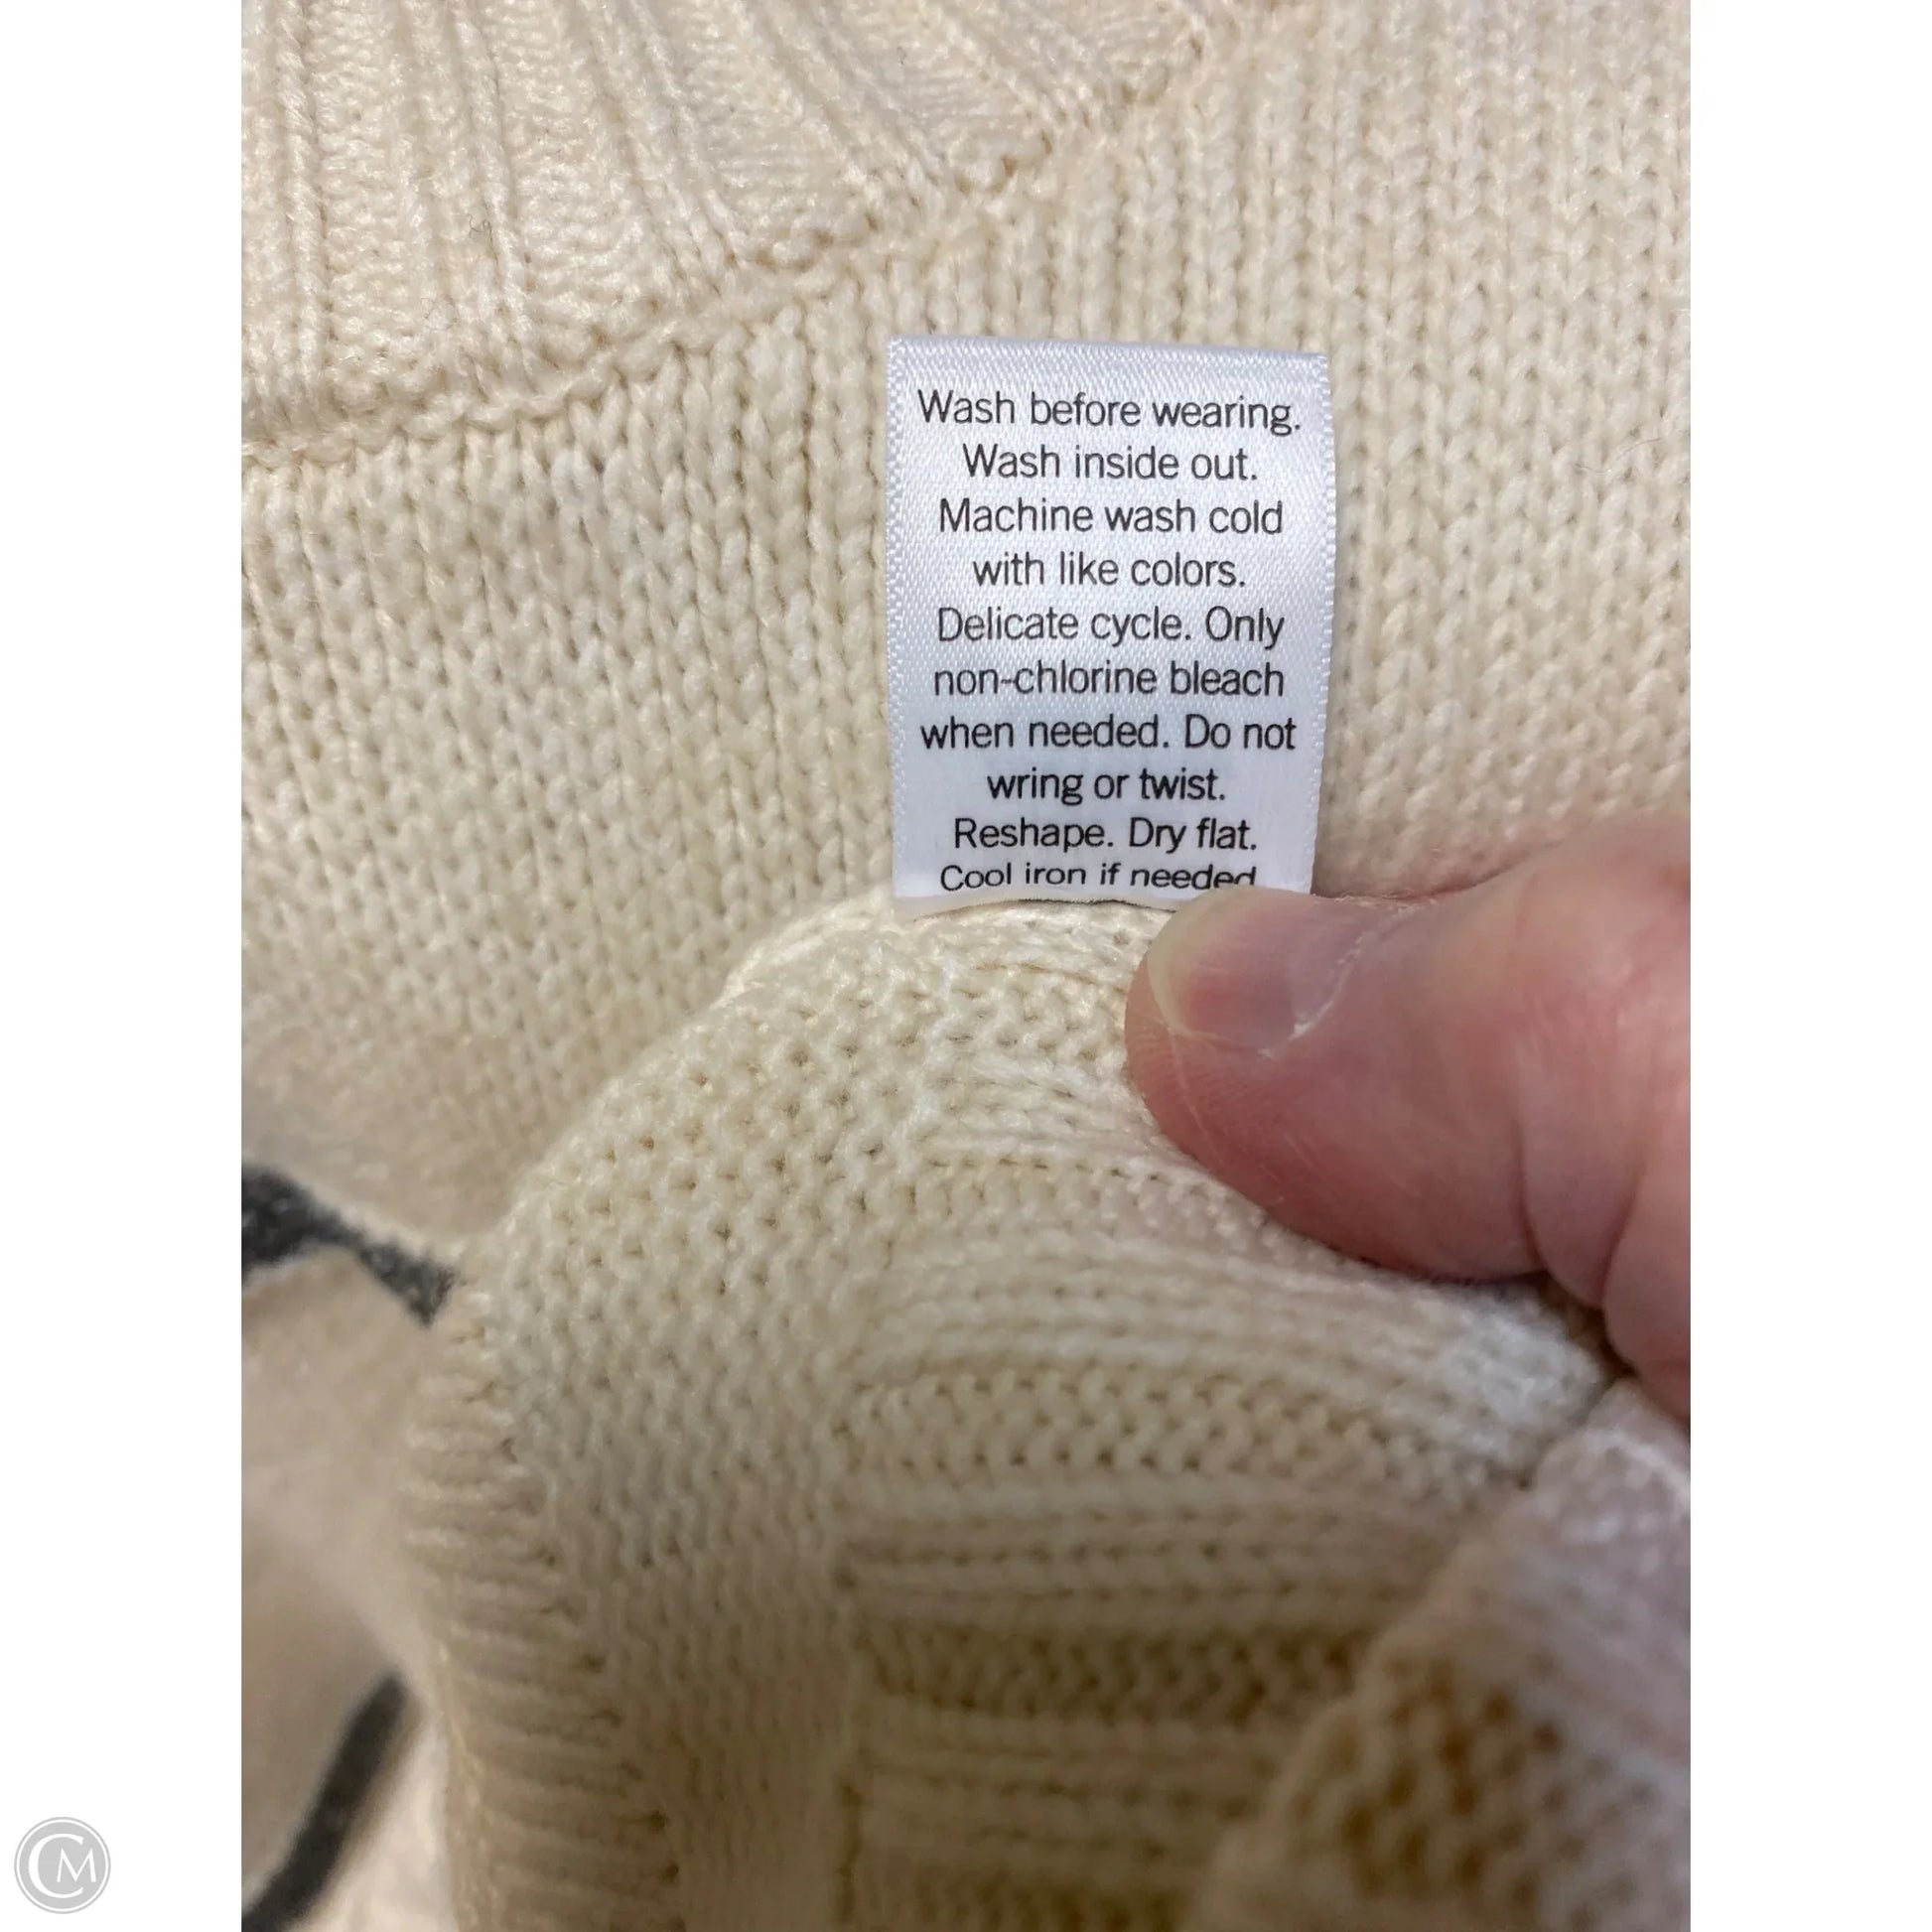 Wash before wearing.
Wash inside out.
Machine wash cold
with like colors.
Delicate cycle. Only
non-chlorine bleach
when needed. Do not
wring or twist.
Reshape. Dry flat.
Cool iron if needed
CM